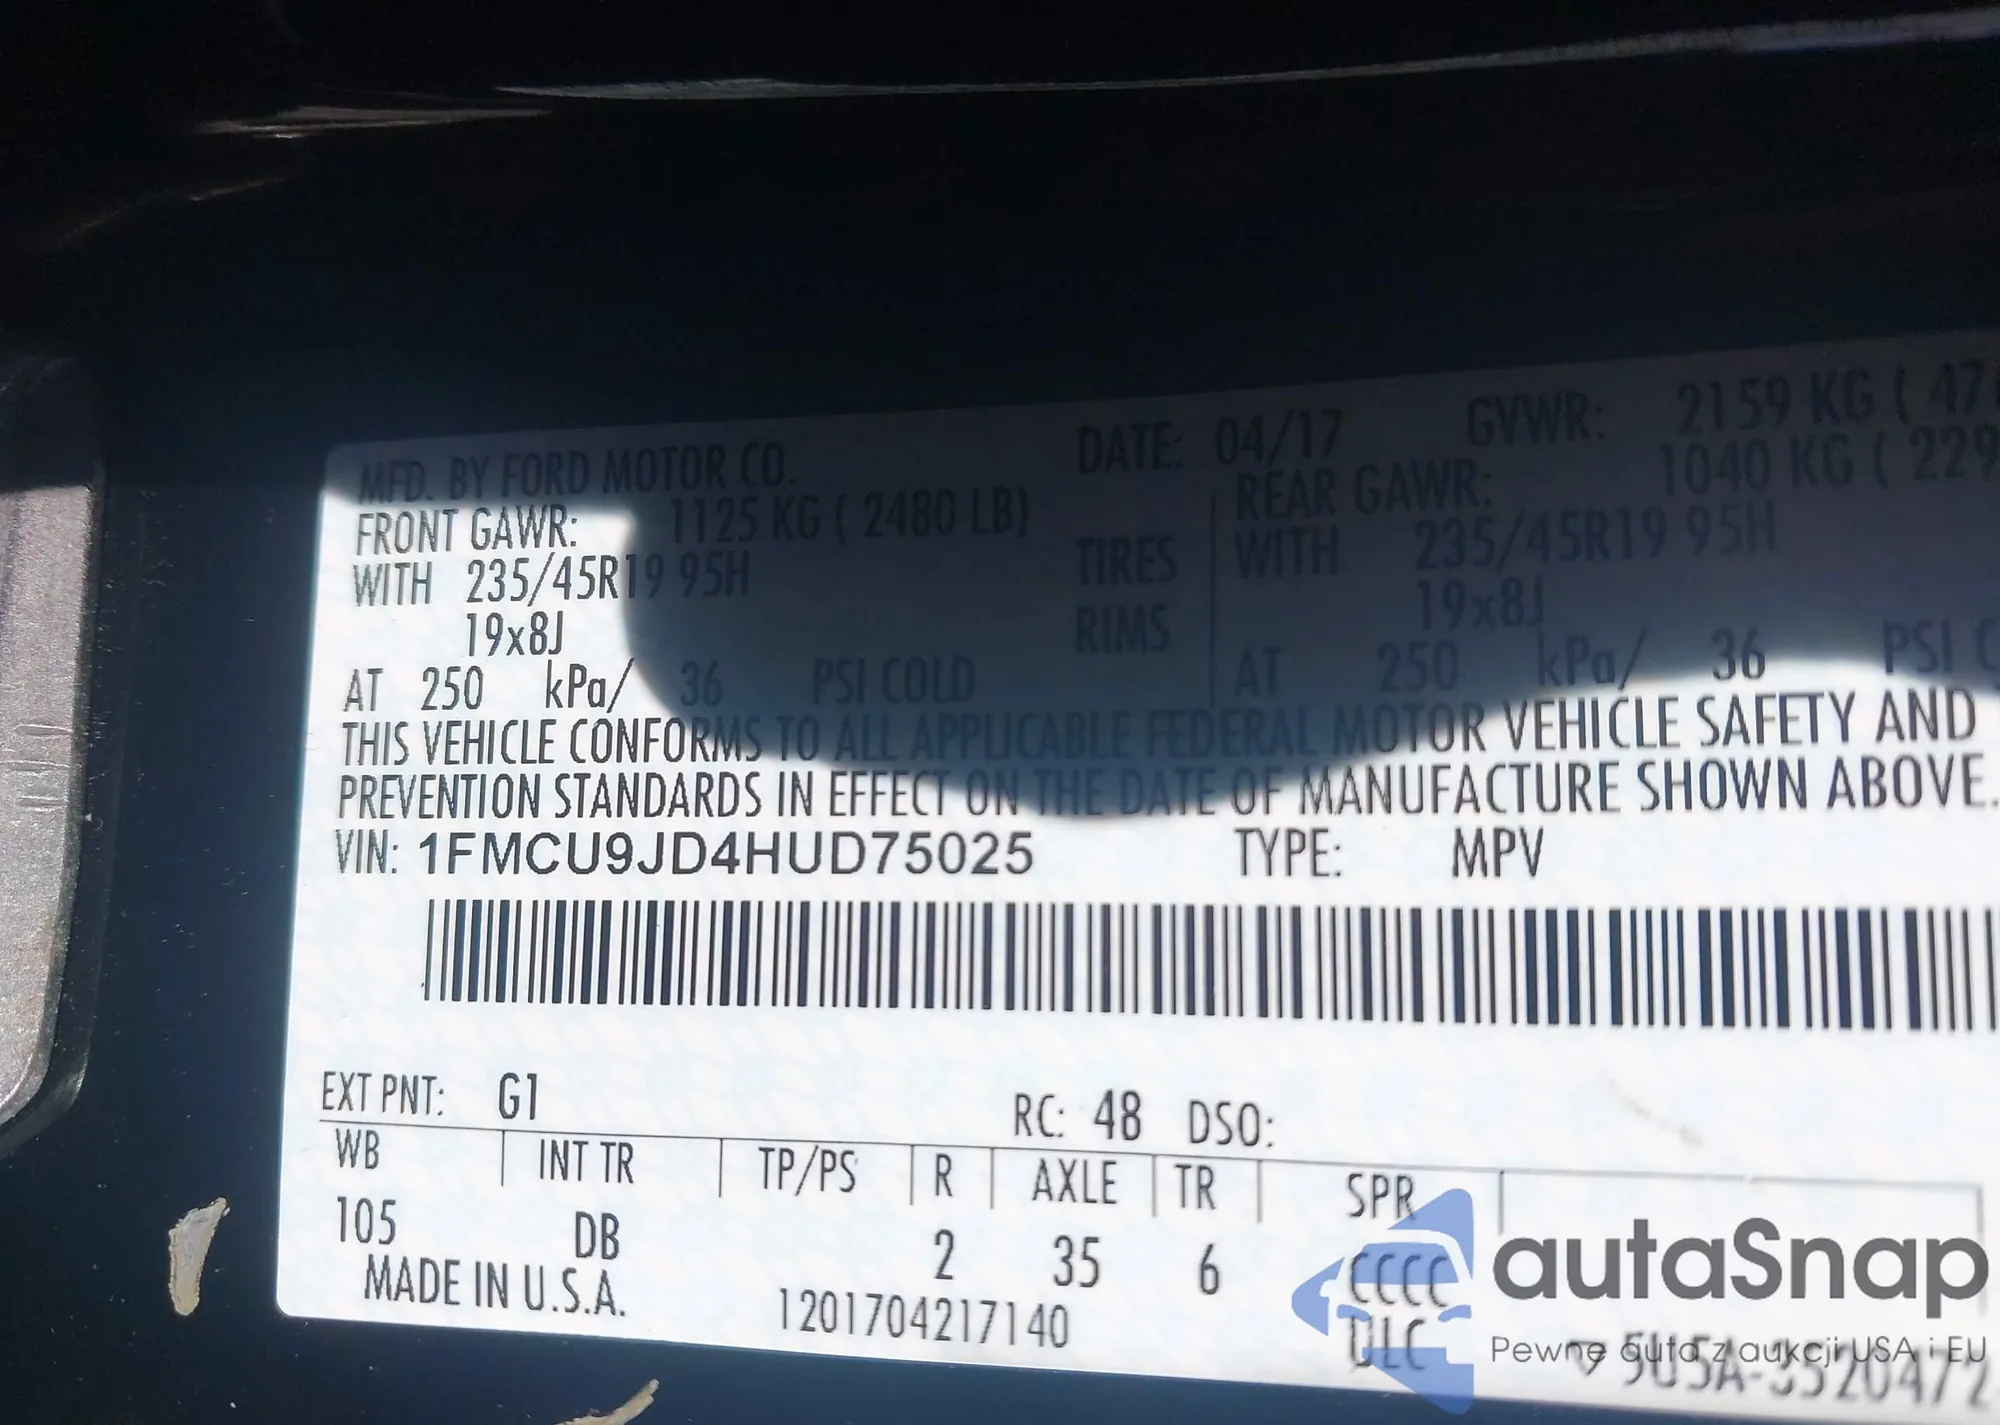 MFD. BY FORD MOTOR CO. DATE: 04/17 GVWR: 2159 KG ( 47
FRONT GAWR: 1125 KG ( 2480 LB) REAR GAWR: 1040 KG ( 229
WITH 235/45R19 95H TIRES WITH 235/45R19 95H
19x8J RIMS 19x8J
AT 250 kPa/ 36 PSI COLD AT 250 kPa/ 36 PSI C
THIS VEHICLE CONFORMS TO ALL APPLICABLE FEDERAL MOTOR VEHICLE SAFETY AND
PREVENTION STANDARDS IN EFFECT ON THE DATE OF MANUFACTURE SHOWN ABOVE.
VIN: 1FMCU9JD4HUD75025 TYPE: MPV
EXT PNT: G1 RC: 48 DSO:
WB INT TR TP/PS R AXLE TR SPR
105 DB 2 35 6 CCCC
MADE IN U.S.A. 1201704217140 ULC
autaSnap
Pewne auta z aukcji USA i EU